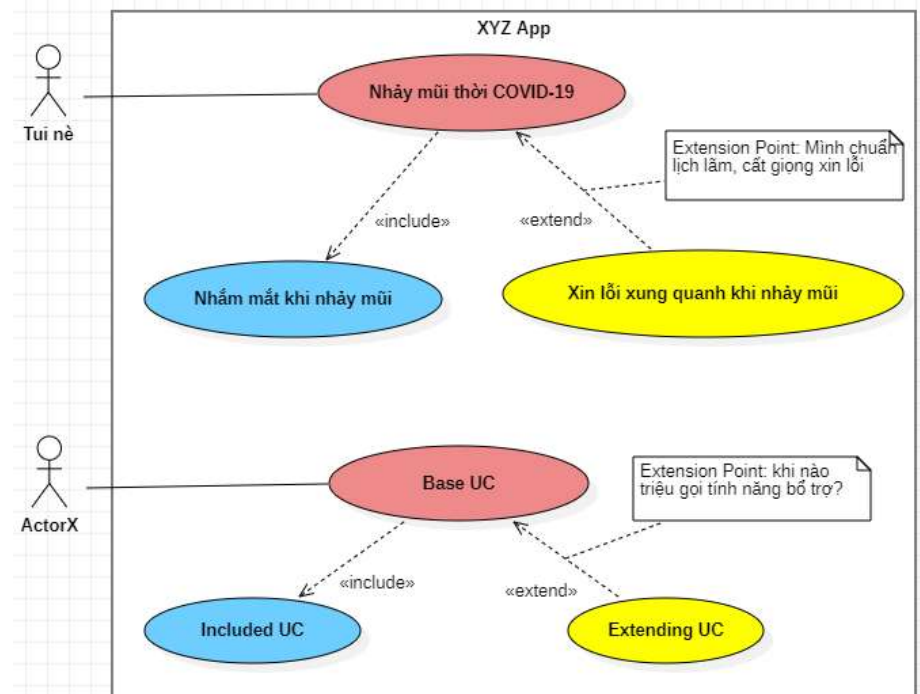 XYZ App
Nhảy mũi thời COVID-19
Tui nè
Extension Point: Mình chuẩn
lịch lãm, cất giọng xin lỗi
«include»
«extend»
Nhắm mắt khi nhảy mũi
Xin lỗi xung quanh khi nhảy mũi
Base UC
Extension Point: khi nào
triệu gọi tính năng bổ trợ?
ActorX
«include»
«extend»
Included UC
Extending UC